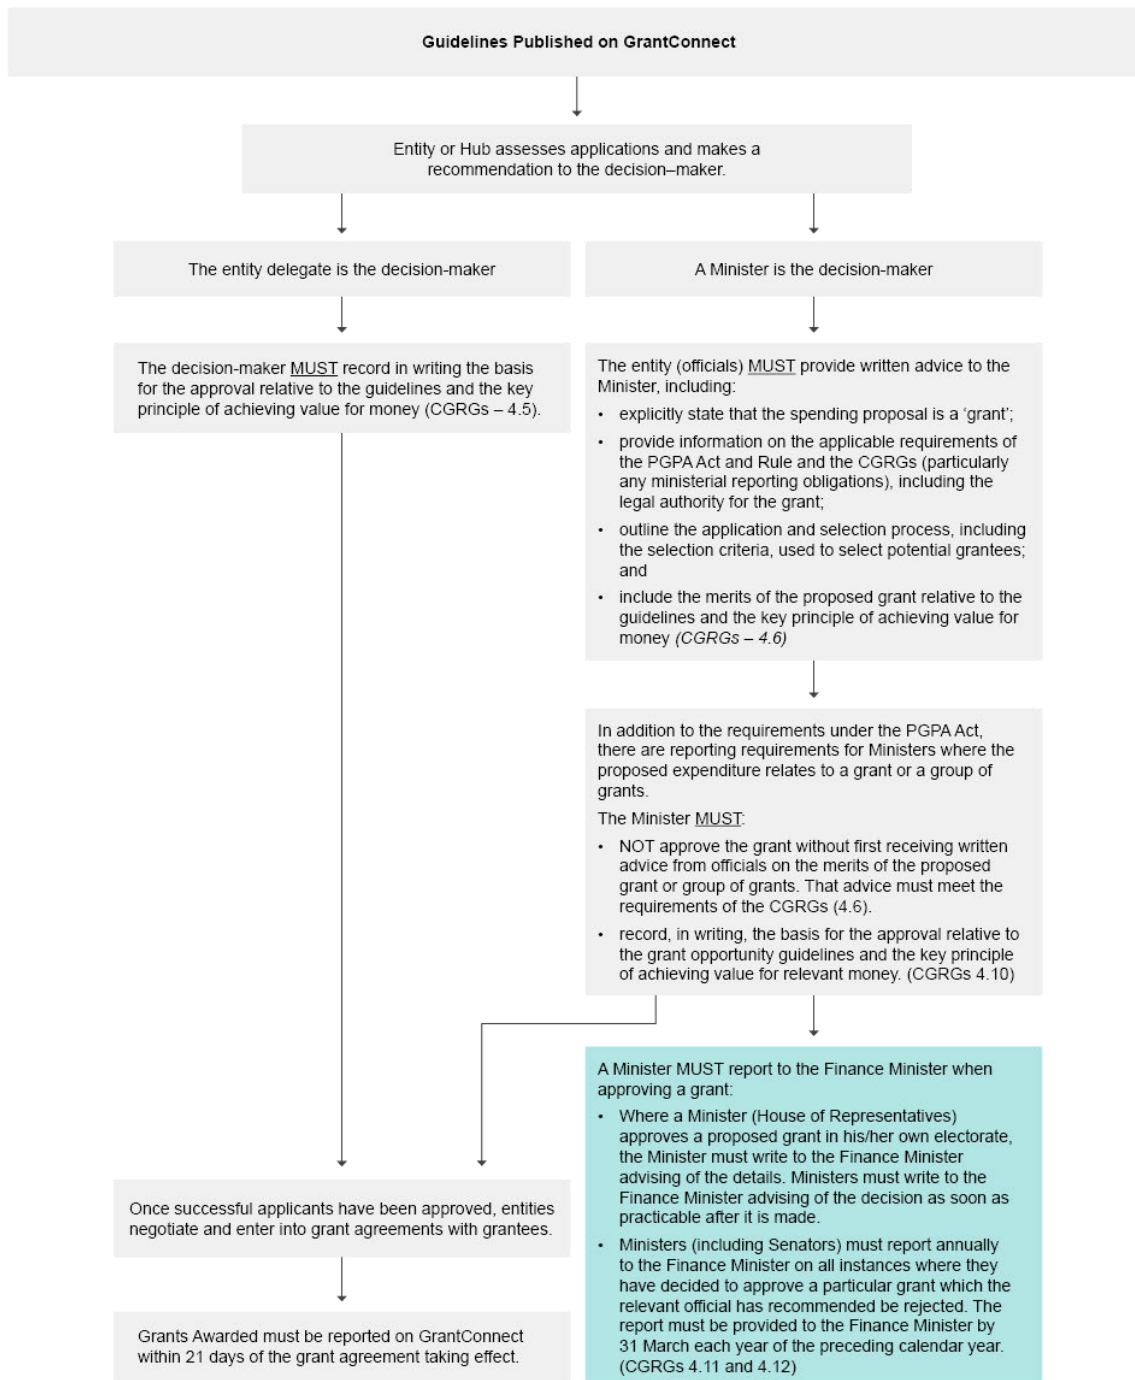 Guidelines Published on GrantConnect
Entity or Hub assesses applications and makes a
recommendation to the decision–maker.
The entity delegate is the decision-maker
A Minister is the decision-maker
The decision-maker MUST record in writing the basis
for the approval relative to the guidelines and the key
principle of achieving value for money (CGRGs – 4.5).
The entity (officials) MUST provide written advice to the
Minister, including:
• explicitly state that the spending proposal is a ‘grant’;
• provide information on the applicable requirements of
the PGPA Act and Rule and the CGRGs (particularly
any ministerial reporting obligations), including the
legal authority for the grant;
• outline the application and selection process, including
the selection criteria, used to select potential grantees;
and
• include the merits of the proposed grant relative to the
guidelines and the key principle of achieving value for
money (CGRGs – 4.6)
In addition to the requirements under the PGPA Act,
there are reporting requirements for Ministers where the
proposed expenditure relates to a grant or a group of
grants.
The Minister MUST:
• NOT approve the grant without first receiving written
advice from officials on the merits of the proposed
grant or group of grants. That advice must meet the
requirements of the CGRGs (4.6).
• record, in writing, the basis for the approval relative to
the grant opportunity guidelines and the key principle
of achieving value for relevant money. (CGRGs 4.10)
A Minister MUST report to the Finance Minister when
approving a grant:
• Where a Minister (House of Representatives)
approves a proposed grant in his/her own electorate,
the Minister must write to the Finance Minister
advising of the details. Ministers must write to the
Finance Minister advising of the decision as soon as
practicable after it is made.
• Ministers (including Senators) must report annually
to the Finance Minister on all instances where they
have decided to approve a particular grant which the
relevant official has recommended be rejected. The
report must be provided to the Finance Minister by
31 March each year of the preceding calendar year.
(CGRGs 4.11 and 4.12)
Once successful applicants have been approved, entities
negotiate and enter into grant agreements with grantees.
Grants Awarded must be reported on GrantConnect
within 21 days of the grant agreement taking effect.